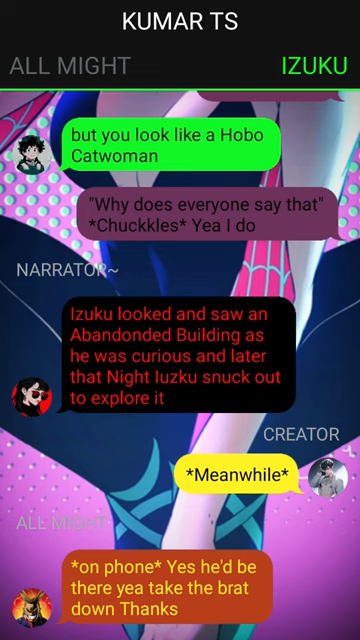 KUMAR TS
ALL MIGHT
IZUKU
but you look like a Hobo
Catwoman
"Why does everyone say that"
*Chuckkles* Yea I do
NARRATOR~
Izuku looked and saw an
Abandonded Building as
he was curious and later
that Night Iuzku snuck out
to explore it
CREATOR
*Meanwhile*
ALL MIGHT
*on phone* Yes he'd be
there yea take the brat
down Thanks